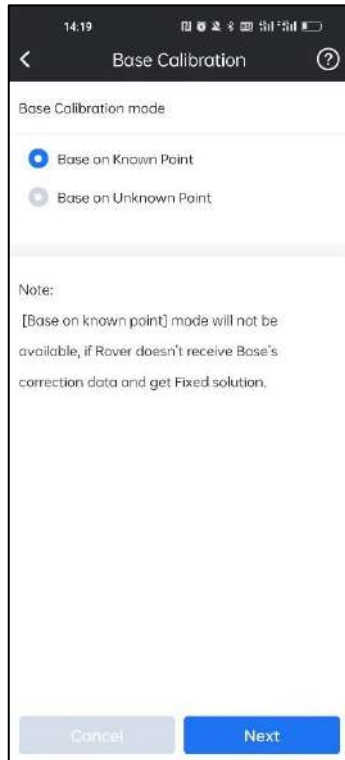 14:19
Base Calibration
?
Base Calibration mode
Base on Known Point
Base on Unknown Point
Note:
[Base on known point] mode will not be
available, if Rover doesn't receive Base's
correction data and get Fixed solution.
Cancel
Next